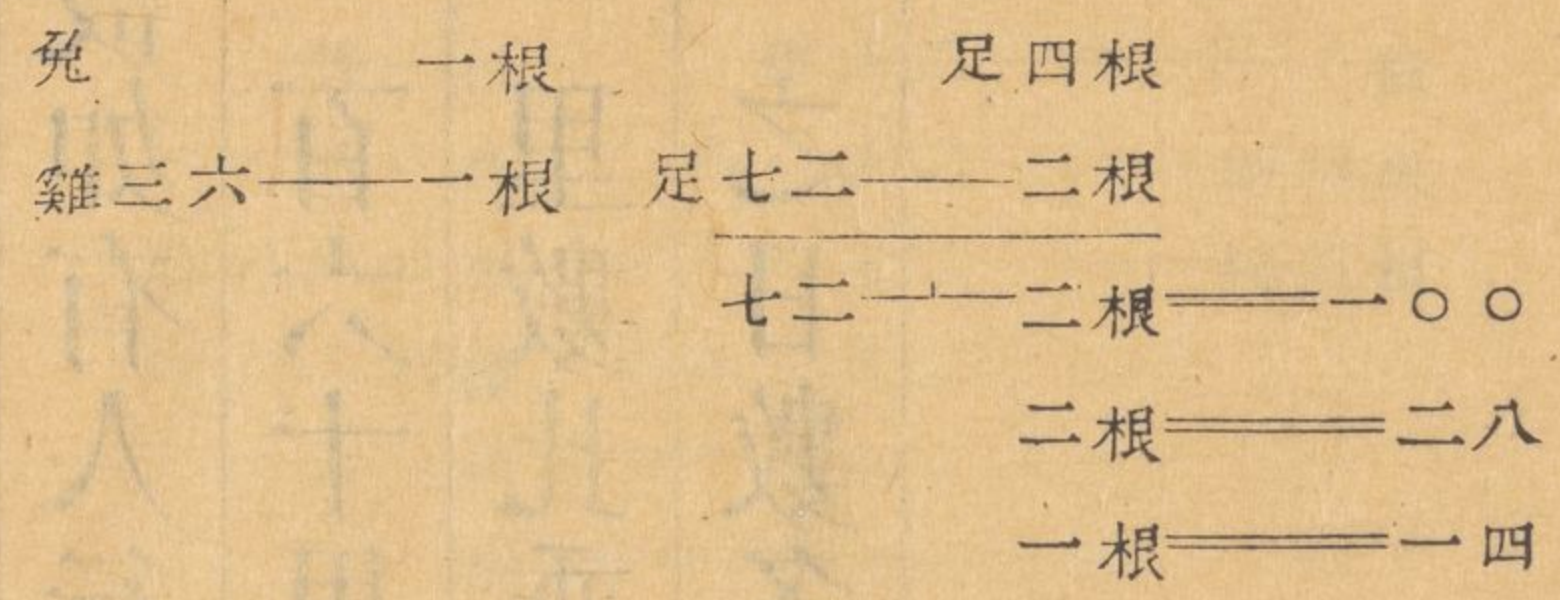 兔 一根 足四根
雞三六——一根 足七二——二根
七二—⊥—二根══一〇〇
二根══二八
一根══一四